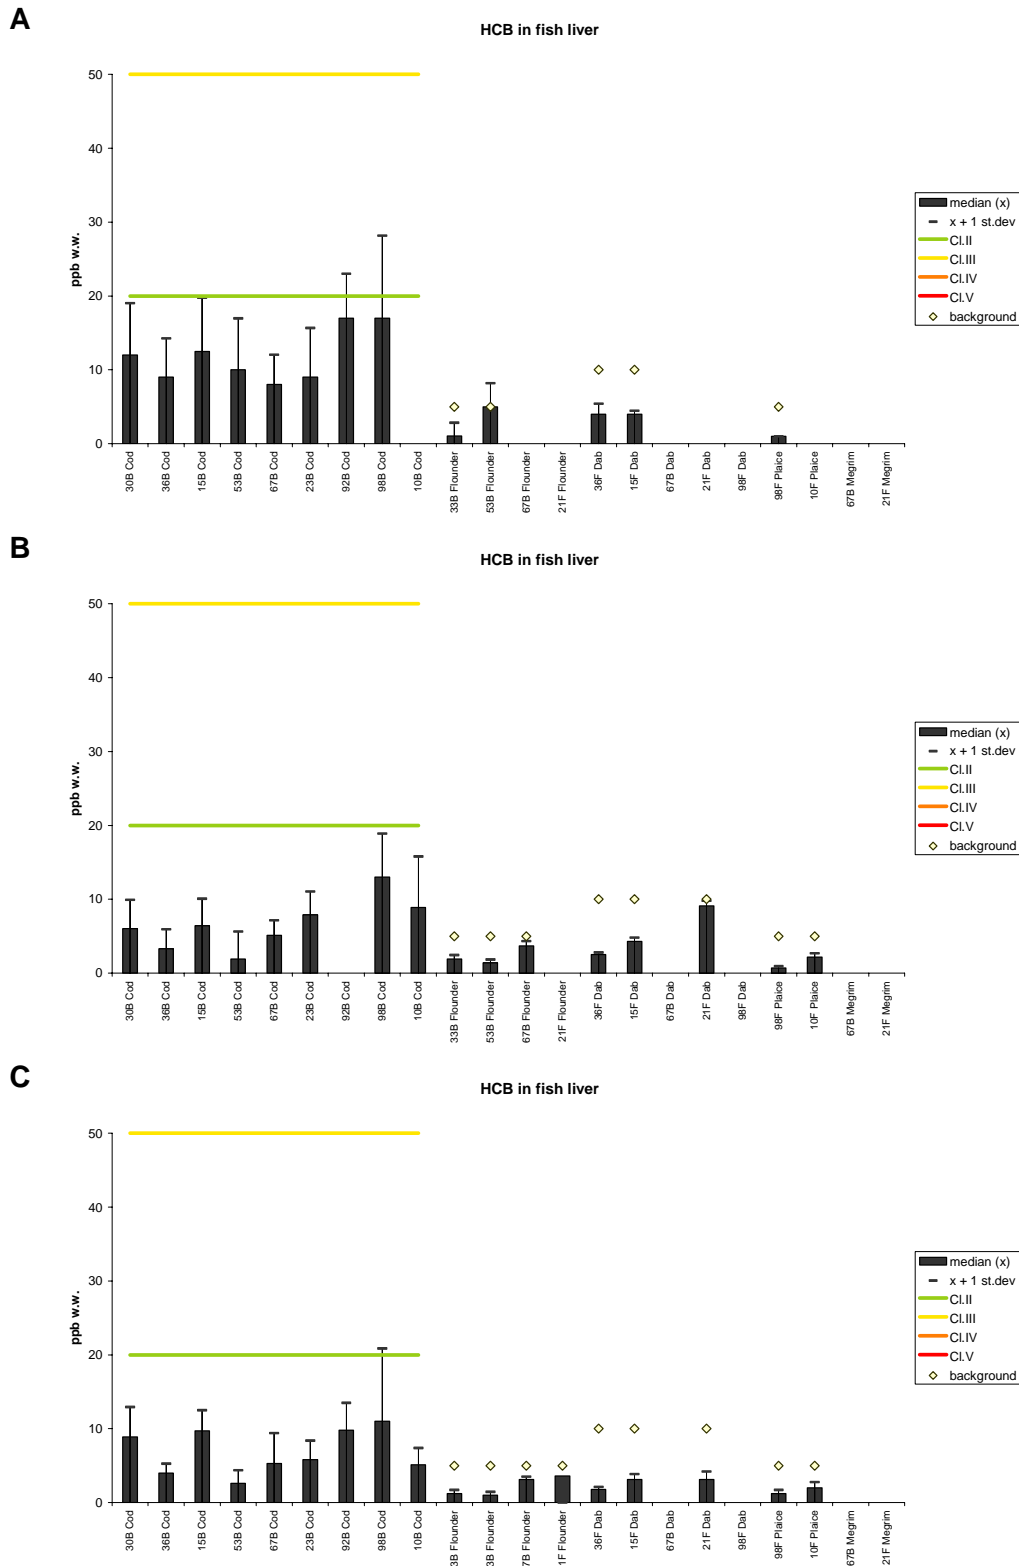 A
HCB in fish liver
50
40
30
20
10
0
ppb w.w.
30B Cod
36B Cod
15B Cod
53B Cod
67B Cod
23B Cod
92B Cod
98B Cod
10B Cod
33B Flounder
53B Flounder
67B Flounder
21F Flounder
36F Dab
15F Dab
67B Dab
21F Dab
98F Dab
98F Plaice
10F Plaice
67B Megrim
21F Megrim
median (x)
x + 1 st.dev
Cl.II
Cl.III
Cl.IV
Cl.V
background
B
HCB in fish liver
50
40
30
20
10
0
ppb w.w.
30B Cod
36B Cod
15B Cod
53B Cod
67B Cod
23B Cod
92B Cod
98B Cod
10B Cod
33B Flounder
53B Flounder
67B Flounder
21F Flounder
36F Dab
15F Dab
67B Dab
21F Dab
98F Dab
98F Plaice
10F Plaice
67B Megrim
21F Megrim
median (x)
x + 1 st.dev
Cl.II
Cl.III
Cl.IV
Cl.V
background
C
HCB in fish liver
50
40
30
20
10
0
ppb w.w.
30B Cod
36B Cod
15B Cod
53B Cod
67B Cod
23B Cod
92B Cod
98B Cod
10B Cod
3B Flounder
3B Flounder
7B Flounder
1F Flounder
36F Dab
15F Dab
67B Dab
21F Dab
98F Dab
98F Plaice
10F Plaice
67B Megrim
21F Megrim
median (x)
x + 1 st.dev
Cl.II
Cl.III
Cl.IV
Cl.V
background